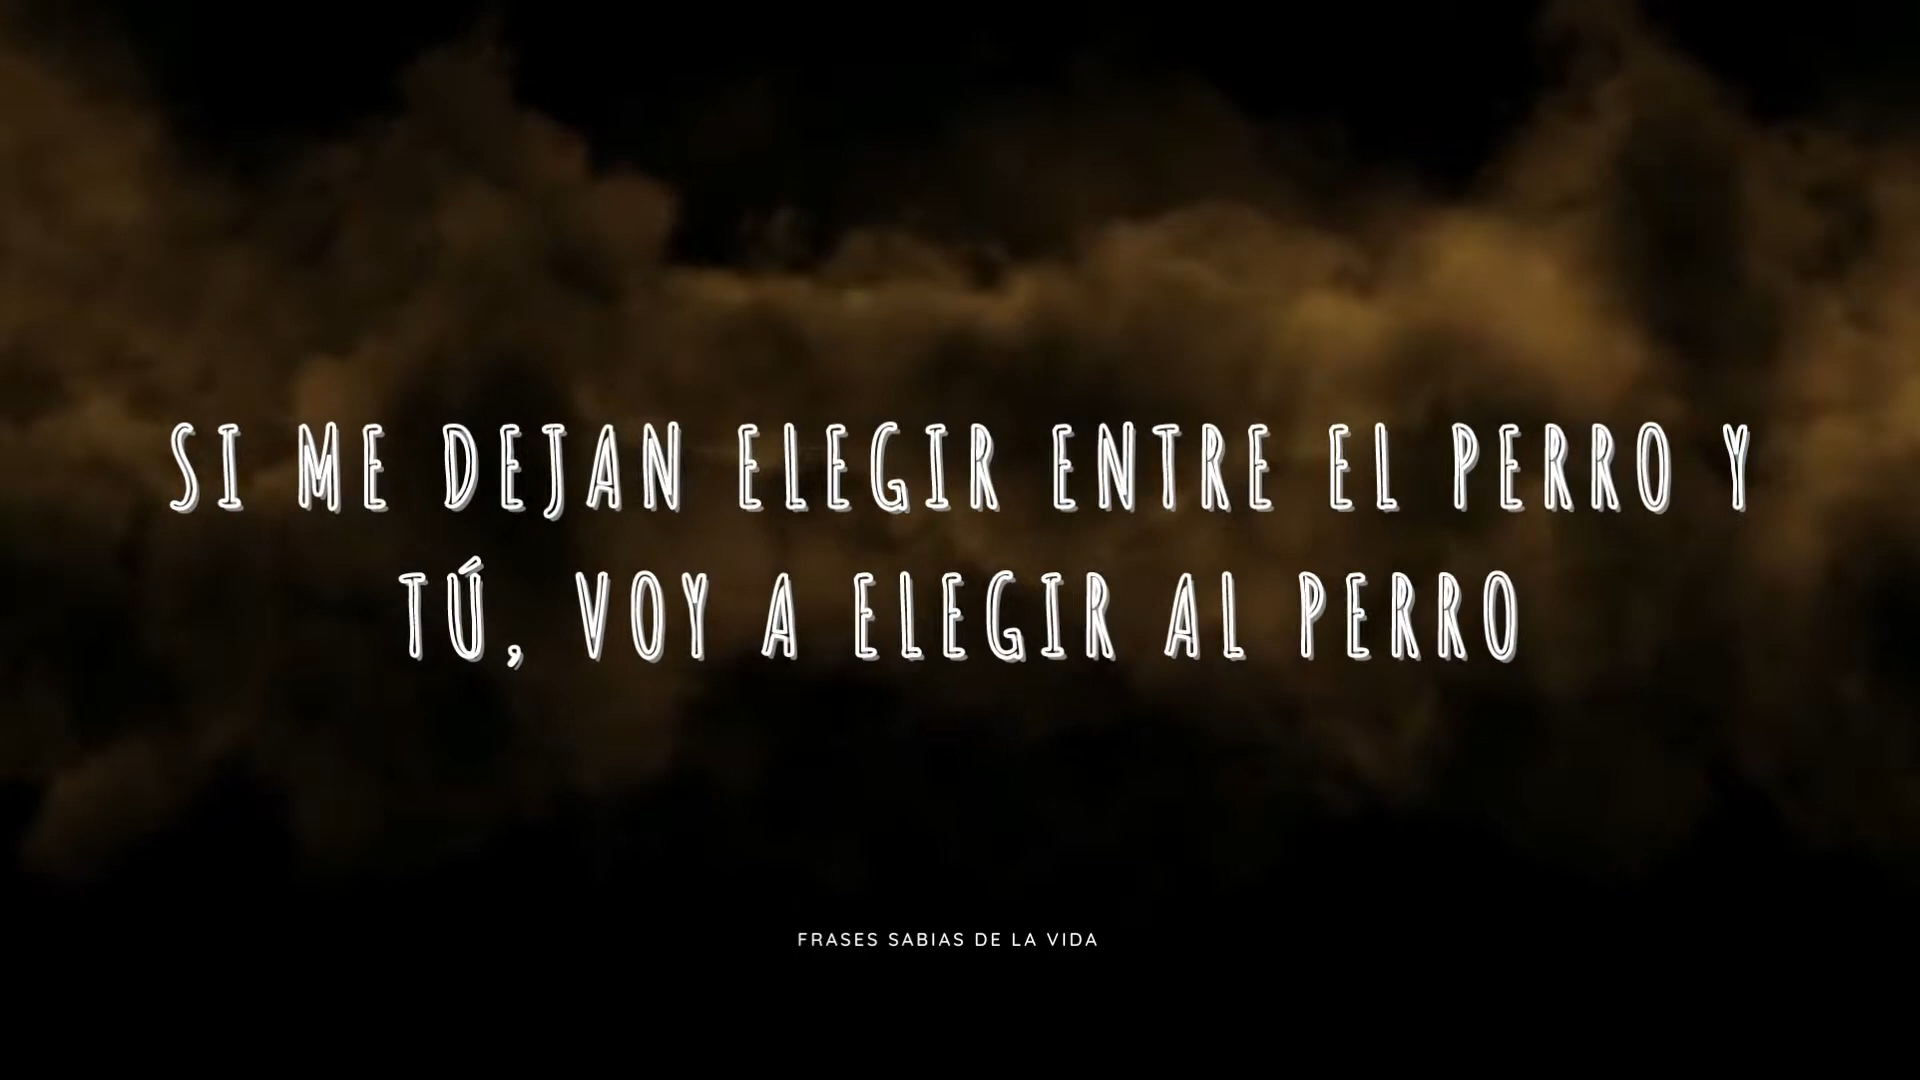 SI ME DEJAN ELEGIR ENTRE EL PERRO Y
TÚ, VOY A ELEGIR AL PERRO
FRASES SABIAS DE LA VIDA